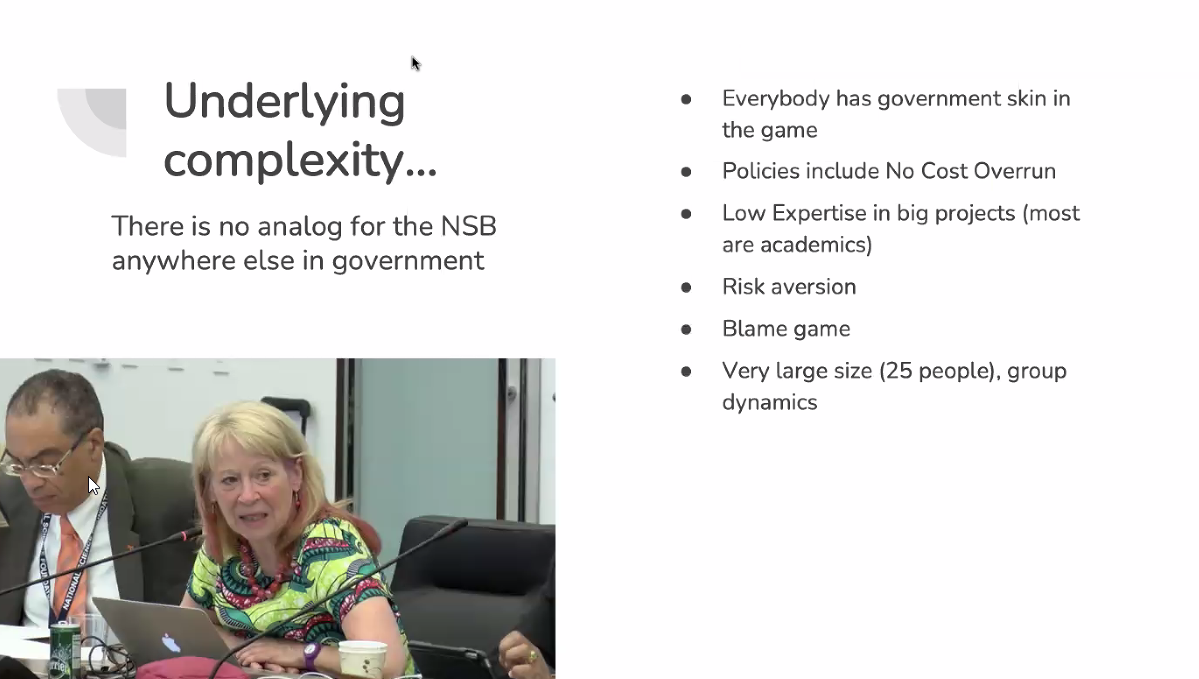 Underlying
complexity...
There is no analog for the NSB
anywhere else in government
● Everybody has government skin in
the game
● Policies include No Cost Overrun
● Low Expertise in big projects (most
are academics)
● Risk aversion
● Blame game
● Very large size (25 people), group
dynamics
NATIONAL SCIENCE